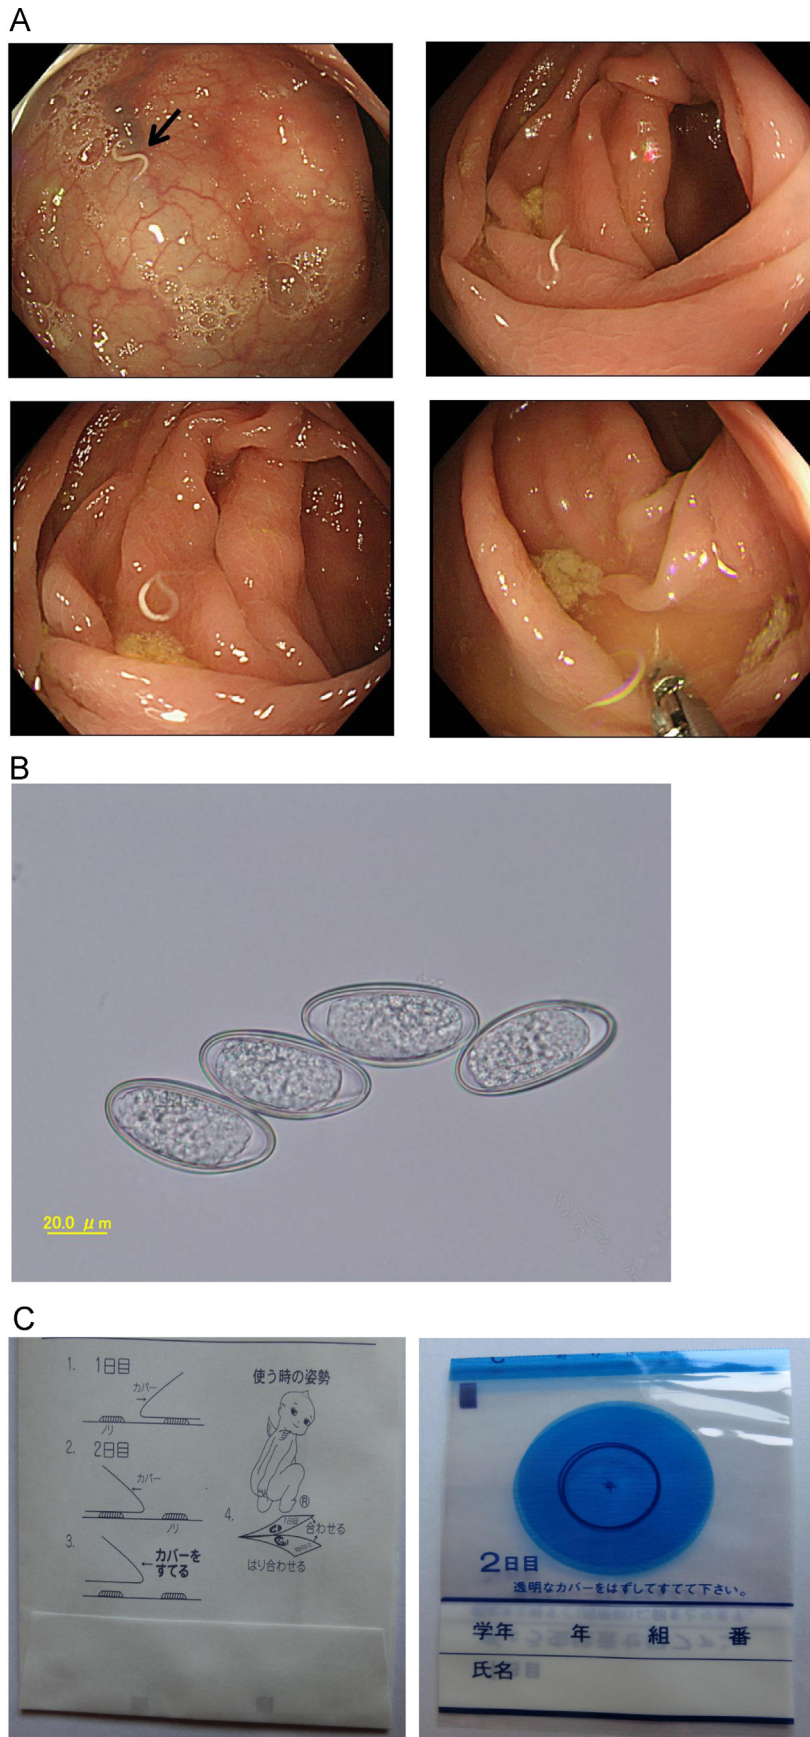 A
B
20.0 μm
C
1. 1日目
カバー
ノリ
2. 2日目
カバー
ノリ
3.
カバーを
すてる
使う時の姿勢
R
4.
1日目
合わせる
はり合わせる
2日目
透明なカバーをはずしてすてて下さい。
学年 年 組 番
氏名